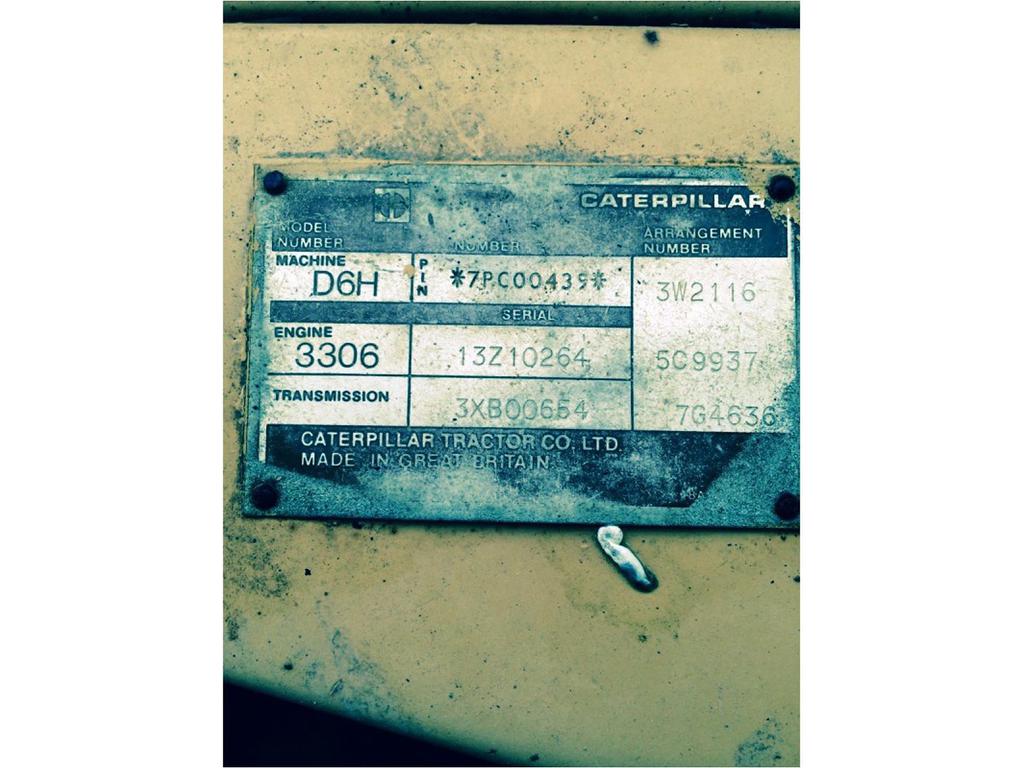 CATERPILLAR
MODEL NUMBER NUMBER ARRANGEMENT NUMBER
MACHINE D6H PIN *7PC00439* 3W2116
SERIAL
ENGINE 3306 13Z10264 5C9937
TRANSMISSION 3XB00654 7G4636
CATERPILLAR TRACTOR CO. LTD.
MADE IN GREAT BRITAIN